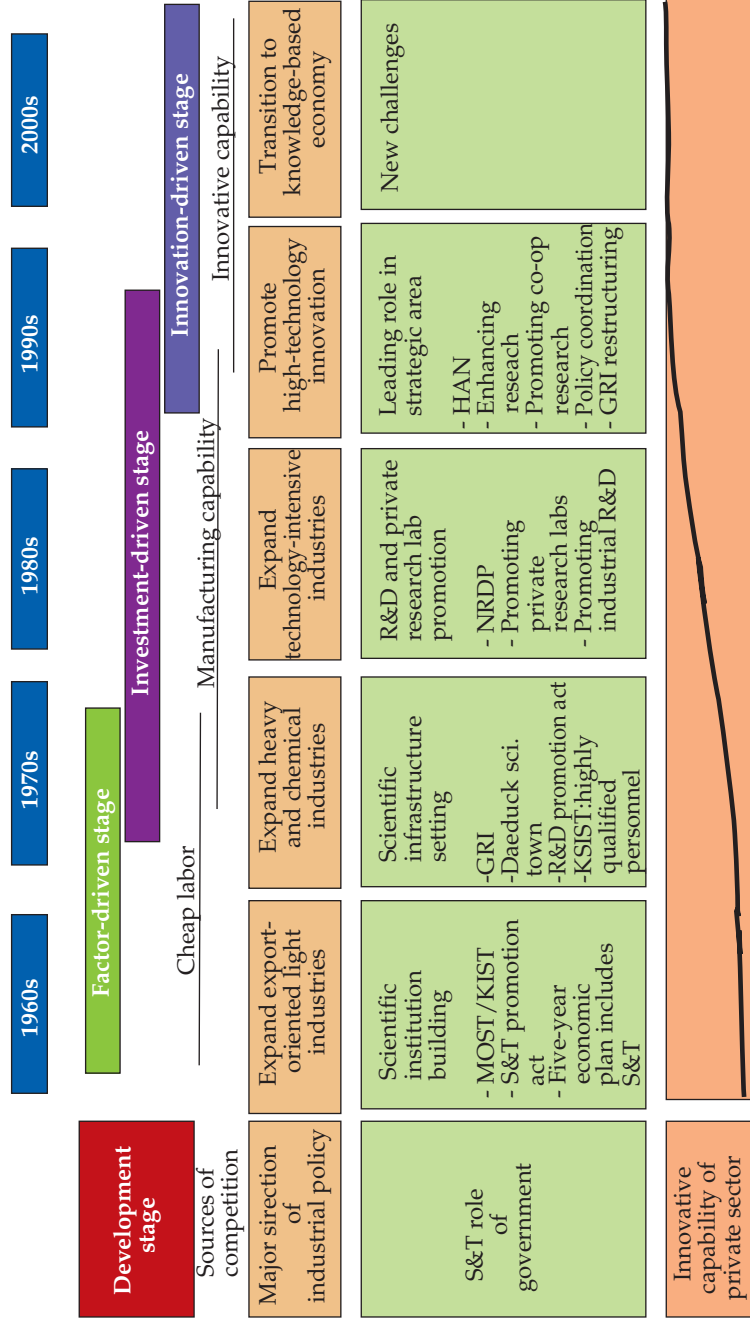 1960s
1970s
1980s
1990s
2000s
Development
stage
Factor-driven stage
Investment-driven stage
Innovation-driven stage
Sources of
competition
Cheap labor
Manufacturing capability
Innovative capability
Major sirection
of
industrial policy
Expand export-
oriented light
industries
Expand heavy
and chemical
industries
Expand
technology-intensive
industries
Promote
high-technology
innovation
Transition to
knowledge-based
economy
S&T role
of
government
Scientific
institution
building
- MOST/KIST
- S&T promotion
act
- Five-year
economic
plan includes
S&T
Scientific
infrastructure
setting
-GRI
-Daeduck sci.
town
-R&D promotion act
-KSIST:highly
qualified
personnel
R&D and private
research lab
promotion
- NRDP
- Promoting
private
research labs
- Promoting
industrial R&D
Leading role in
strategic area
- HAN
- Enhancing
reseach
- Promoting co-op
research
- Policy coordination
- GRI restructuring
New challenges
Innovative
capability of
private sector